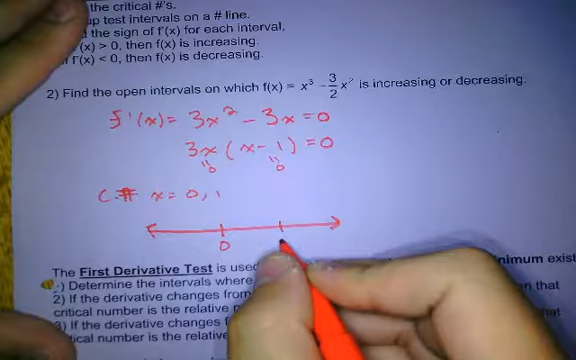 the critical #'s.
up test intervals on a # line.
the sign of f'(x) for each interval,
(x) > 0, then f(x) is increasing.
f'(x) < 0, then f(x) is decreasing.
2) Find the open intervals on which f(x) = x³ - 3/2 x² is increasing or decreasing.
f'(x) = 3x² - 3x = 0
3x (x - 1) = 0
"0 "0
C.# x = 0, 1
0
The First Derivative Test is used
nimum exist
) Determine the intervals where
that
2) If the derivative changes from
critical number is the relative
hat
3) If the derivative changes
ical number is the relative